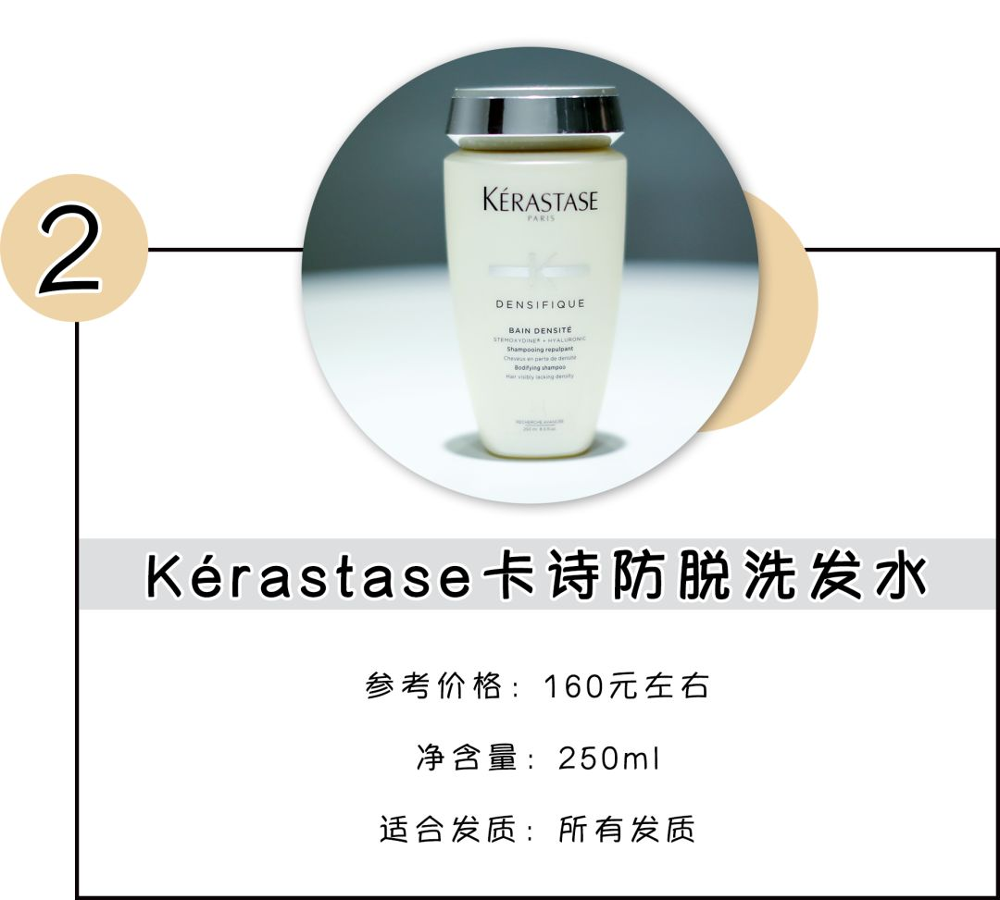 2
KÉRASTASE
PARIS
K
DENSIFIQUE
BAIN DENSITÉ
STEMOXYDINE® + HYALURONIC
Shampooing repulpant
Cheveux en perte de densité
Bodifying shampoo
Hair visibly lacking density
RECHERCHE AVANCÉE
250 ml 8.5 fl.oz.
Kérastase卡诗防脱洗发水
参考价格：160元左右
净含量：250ml
适合发质：所有发质